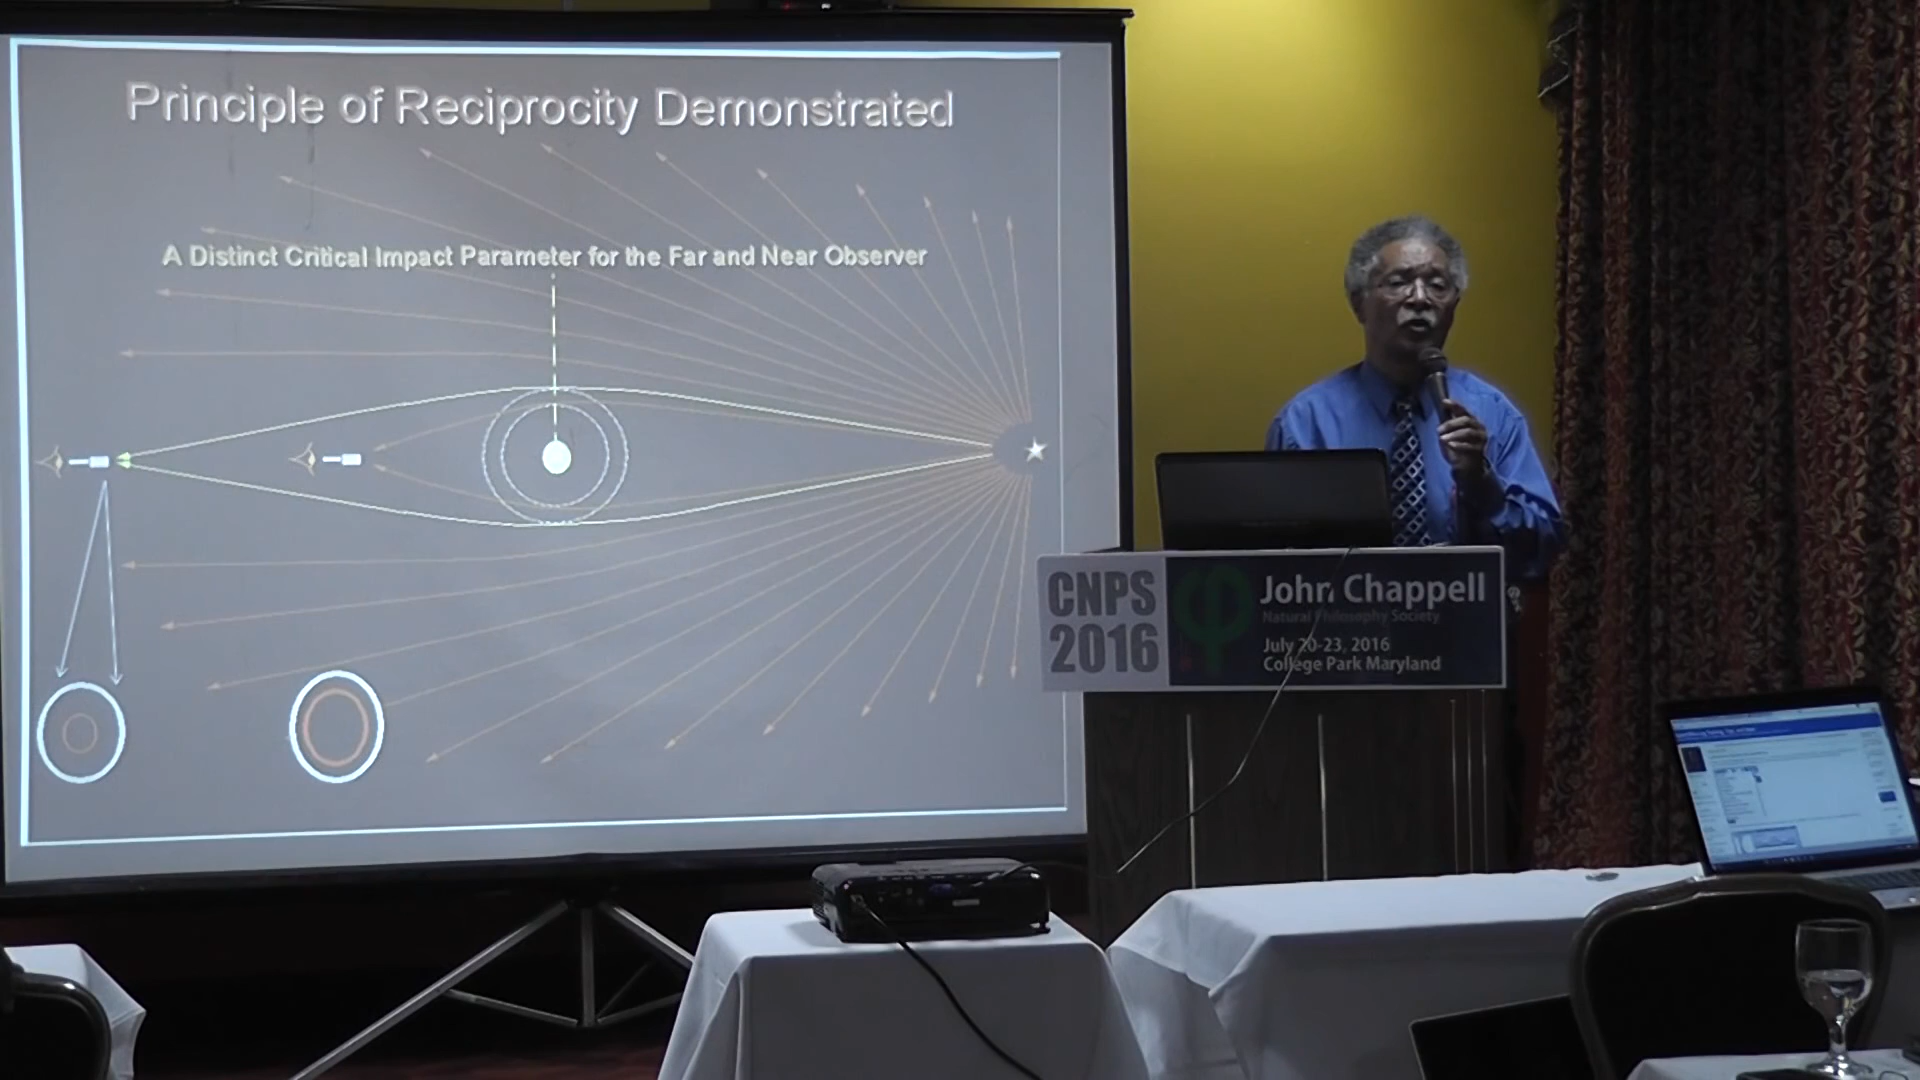 Principle of Reciprocity Demonstrated
A Distinct Critical Impact Parameter for the Far and Near Observer
CNPS
2016
John Chappell
Natural Philosophy Society
July 20-23, 2016
College Park Maryland